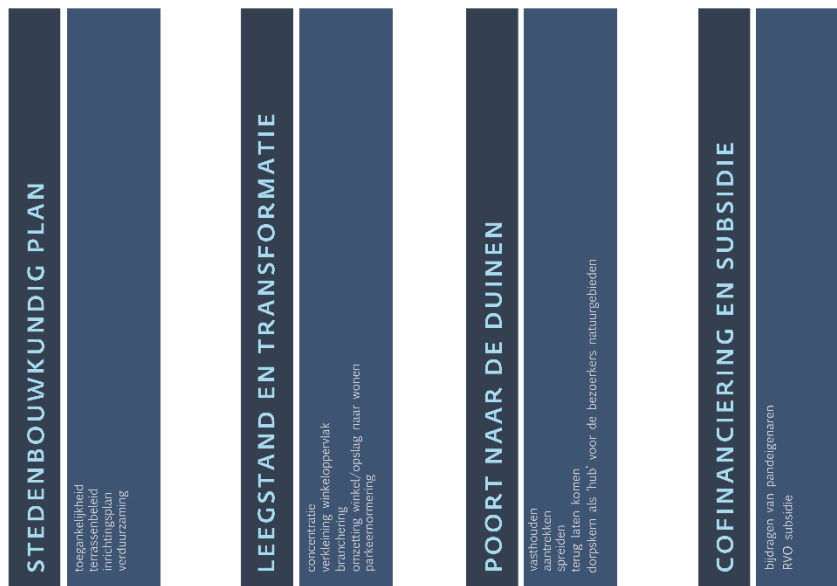 STEDENBOUWKUNDIG PLAN
toegankelijkheid
terrassenbeleid
inrichtingsplan
verduurzaming
LEEGSTAND EN TRANSFORMATIE
concentratie
verkleining winkeloppervlak
branchering
omzetting winkel/opslag naar wonen
parkeernormering
POORT NAAR DE DUINEN
vasthouden
aantrekken
spreiden
terug laten komen
dorpskern als 'hub' voor de bezoerkers natuurgebieden
COFINANCIERING EN SUBSIDIE
bijdragen van pandeigenaren
RVO subsidie